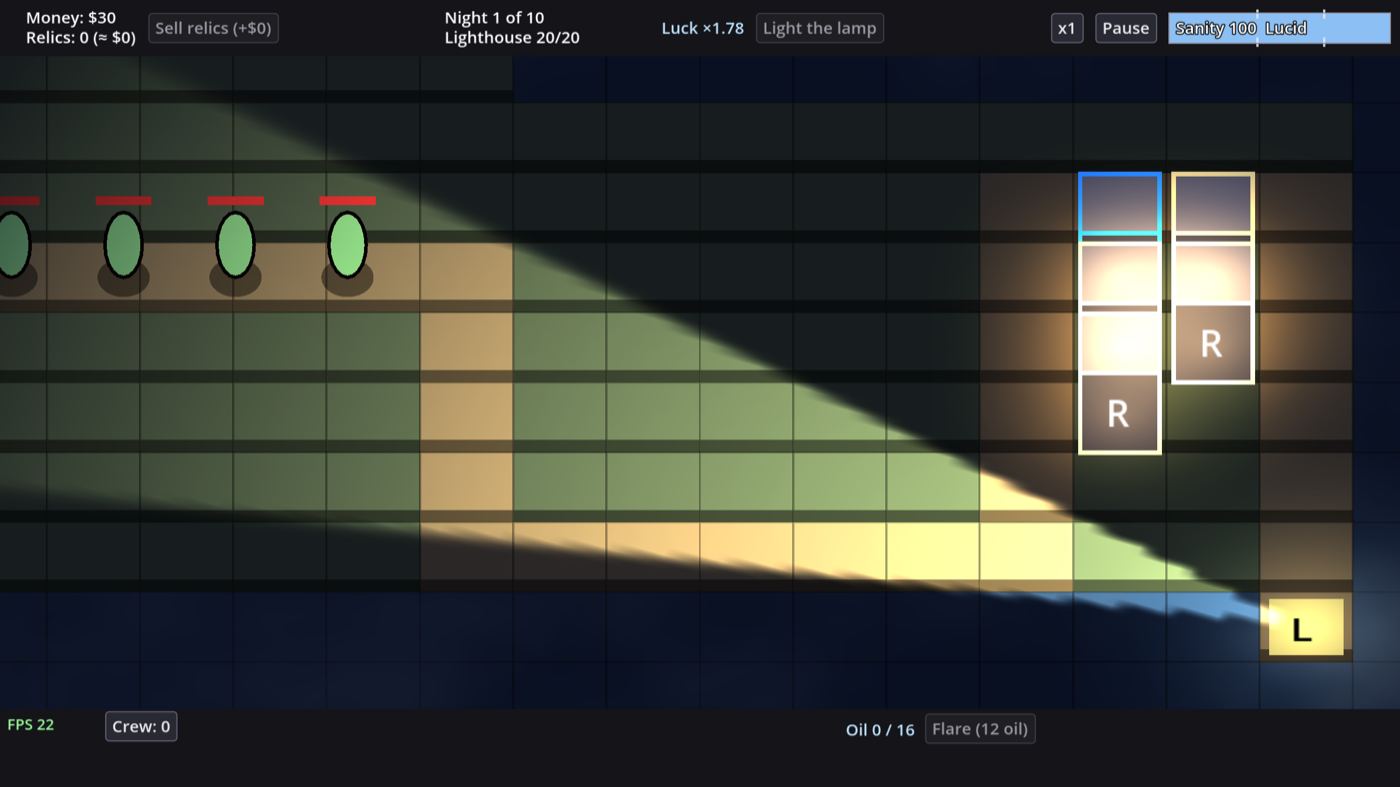 Money: $30
Relics: 0 (≈ $0)
Sell relics (+$0)
Night 1 of 10
Lighthouse 20/20
Luck ×1.78
Light the lamp
x1
Pause
Sanity 100 Lucid
R
R
L
FPS 22
Crew: 0
Oil 0 / 16
Flare (12 oil)